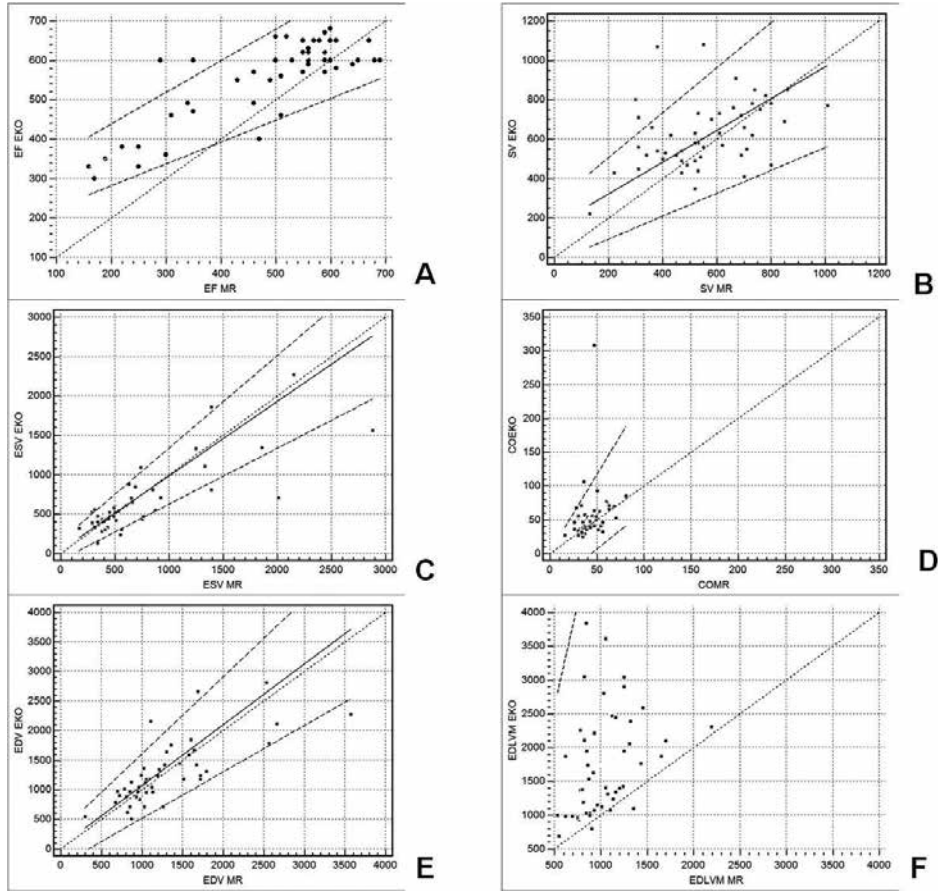 700
600
500
400
300
200
100
EF EKO
100 200 300 400 500 600 700
EF MR
A
1200
1000
800
600
400
200
0
SV EKO
0 200 400 600 800 1000 1200
SV MR
B
3000
2500
2000
1500
1000
500
0
ESV EKO
0 500 1000 1500 2000 2500 3000
ESV MR
C
350
300
250
200
150
100
50
0
COEKO
0 50 100 150 200 250 300 350
COMR
D
4000
3500
3000
2500
2000
1500
1000
500
0
EDV EKO
0 500 1000 1500 2000 2500 3000 3500 4000
EDV MR
E
4000
3500
3000
2500
2000
1500
1000
500
EDLVM EKO
500 1000 1500 2000 2500 3000 3500 4000
EDLVM MR
F